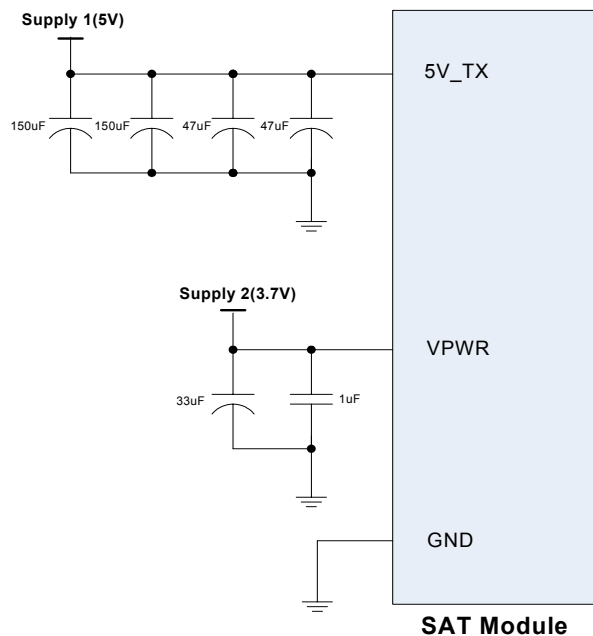 Supply 1(5V)
5V_TX
150uF
150uF
47uF
47uF
Supply 2(3.7V)
VPWR
33uF
1uF
GND
SAT Module